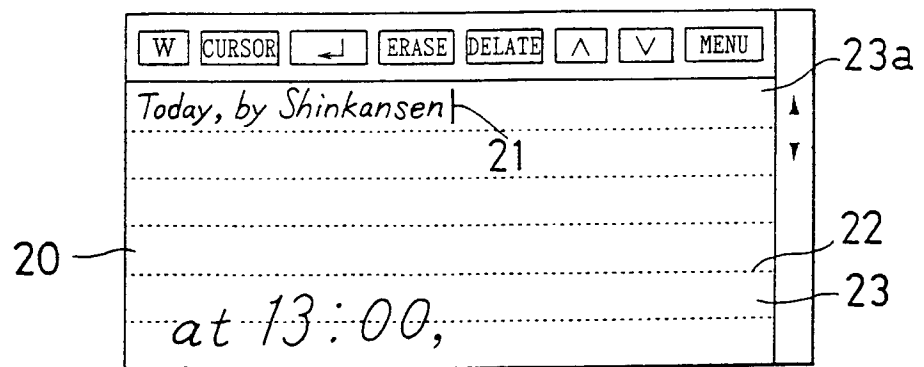 W CURSOR ↲ ERASE DELATE ∧ ∨ MENU
23a
Today, by Shinkansen
21
20
22
23
at 13:00,